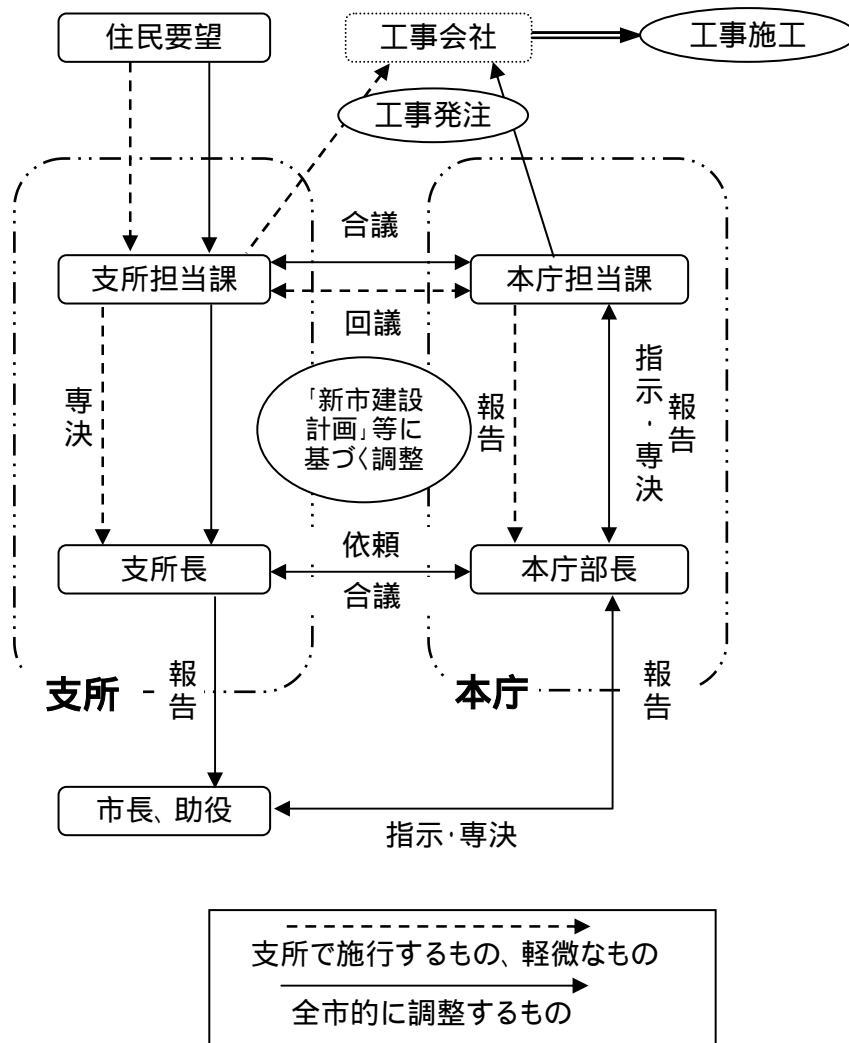 住民要望
工事会社
工事施工
工事発注
合議
支所担当課
本庁担当課
回議
専決
「新市建設
計画」等に
基づく調整
報告
指示・専決
報告
依頼
支所長
本庁部長
合議
支所
報告
本庁
報告
市長、助役
指示・専決
支所で施行するもの、軽微なもの
全市的に調整するもの